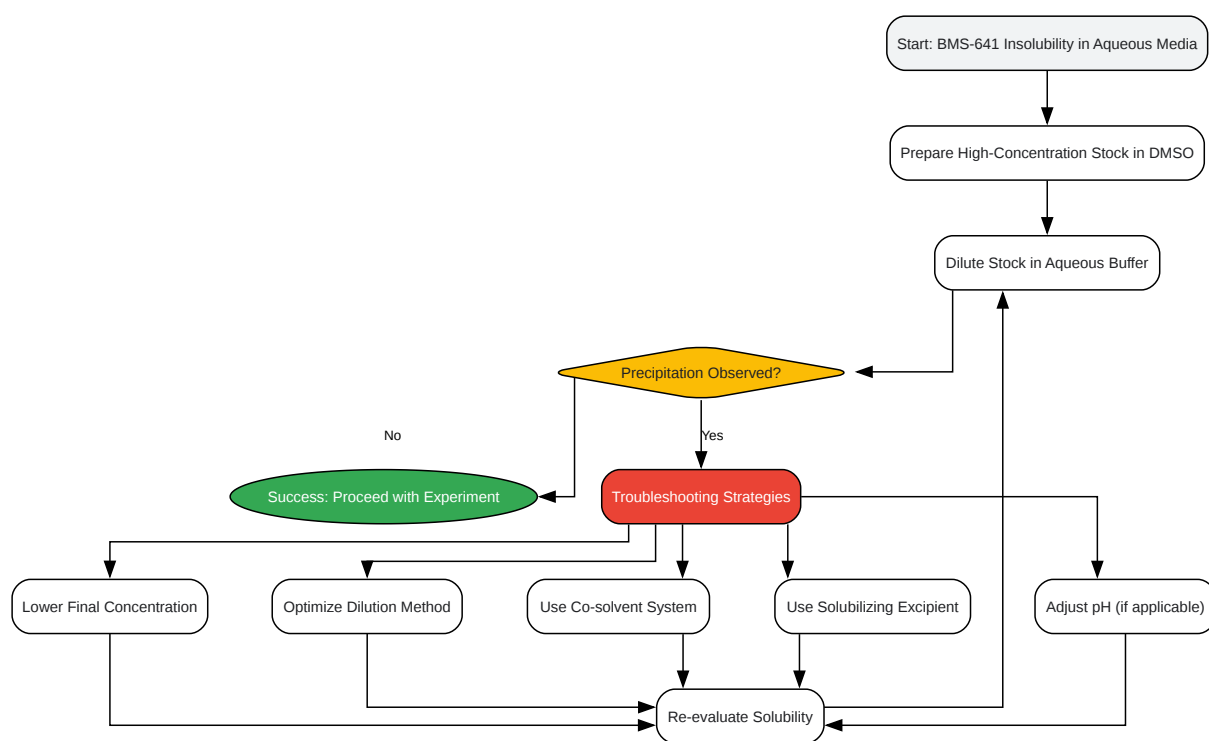 Start: BMS-641 Insolubility in Aqueous Media
Prepare High-Concentration Stock in DMSO
Dilute Stock in Aqueous Buffer
Precipitation Observed?
No
Yes
Success: Proceed with Experiment
Troubleshooting Strategies
Lower Final Concentration
Optimize Dilution Method
Use Co-solvent System
Use Solubilizing Excipient
Adjust pH (if applicable)
Re-evaluate Solubility